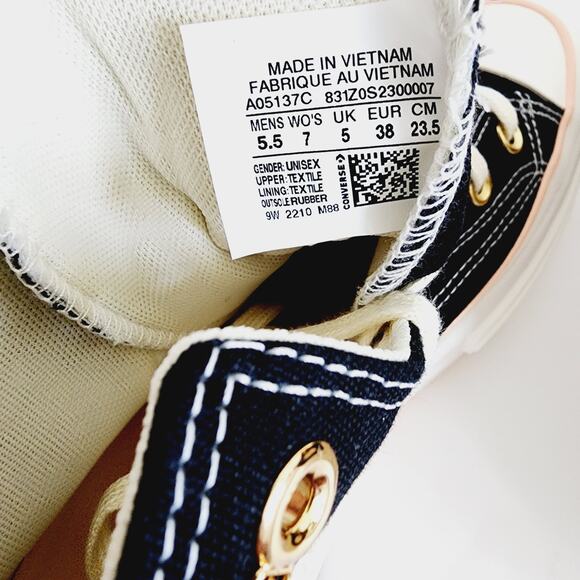 MADE IN VIETNAM
FABRIQUE AU VIETNAM
A05137C 831Z0S2300007
MENS WO'S UK EUR CM
5.5 7 5 38 23.5
GENDER: UNISEX
UPPER: TEXTILE
LINING: TEXTILE
OUTSOLE:RUBBER
9W 2210 M88
CONVERSE